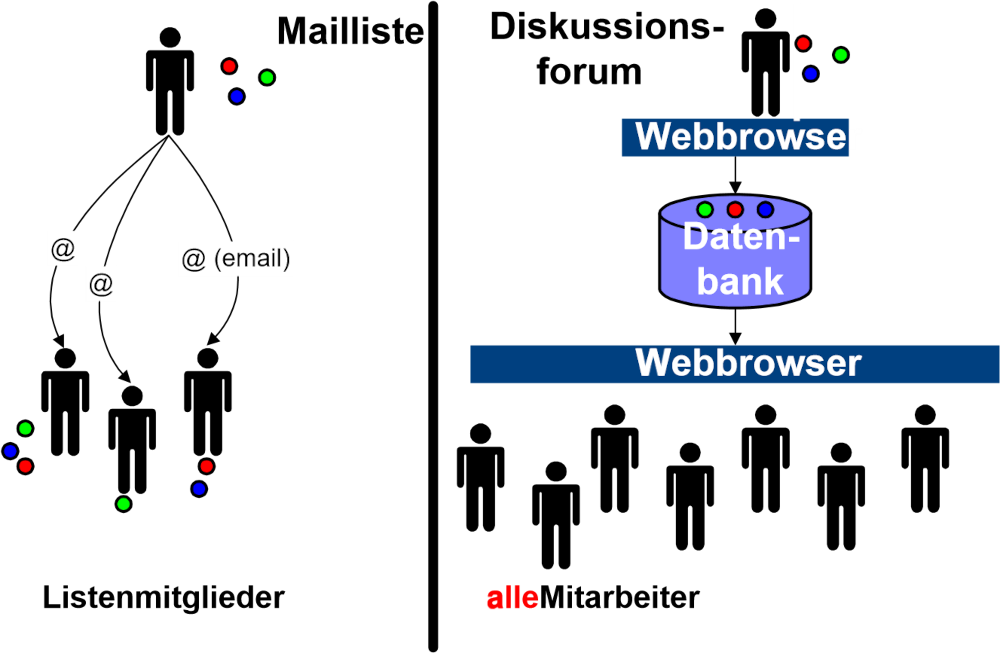 Mailliste
@
@
@ (email)
Listenmitglieder
Diskussions-
forum
Webbrowse
Daten-
bank
Webbrowser
alleMitarbeiter